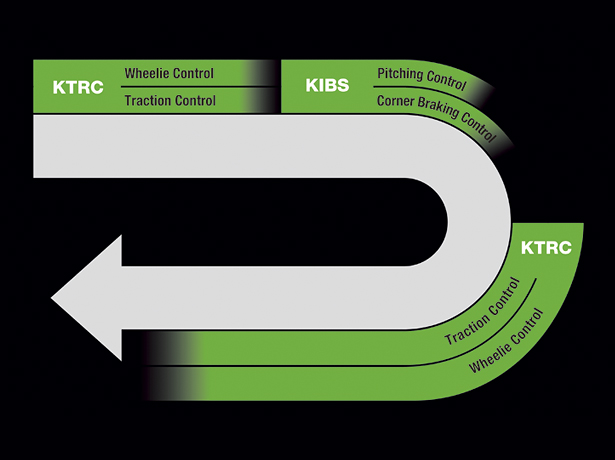 KTRC
Wheelie Control
Traction Control
KIBS
Pitching Control
Corner Braking Control
KTRC
Traction Control
Wheelie Control